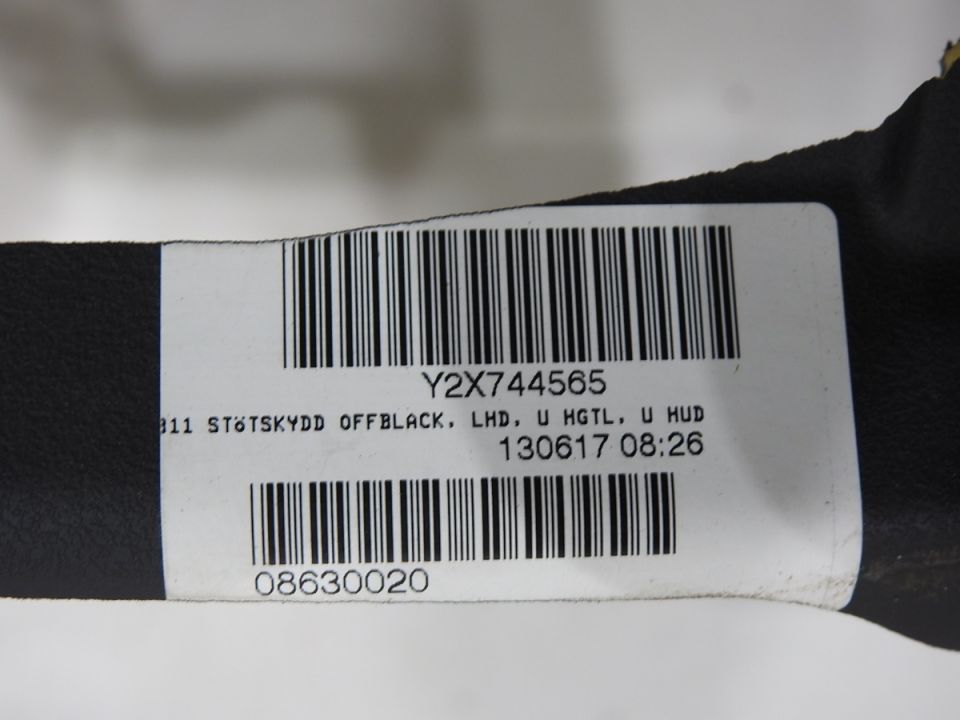 Y2X744565
311 STöTSKYDD OFFBLACK, LHD, U HGTL, U HUD
130617 08:26
08630020